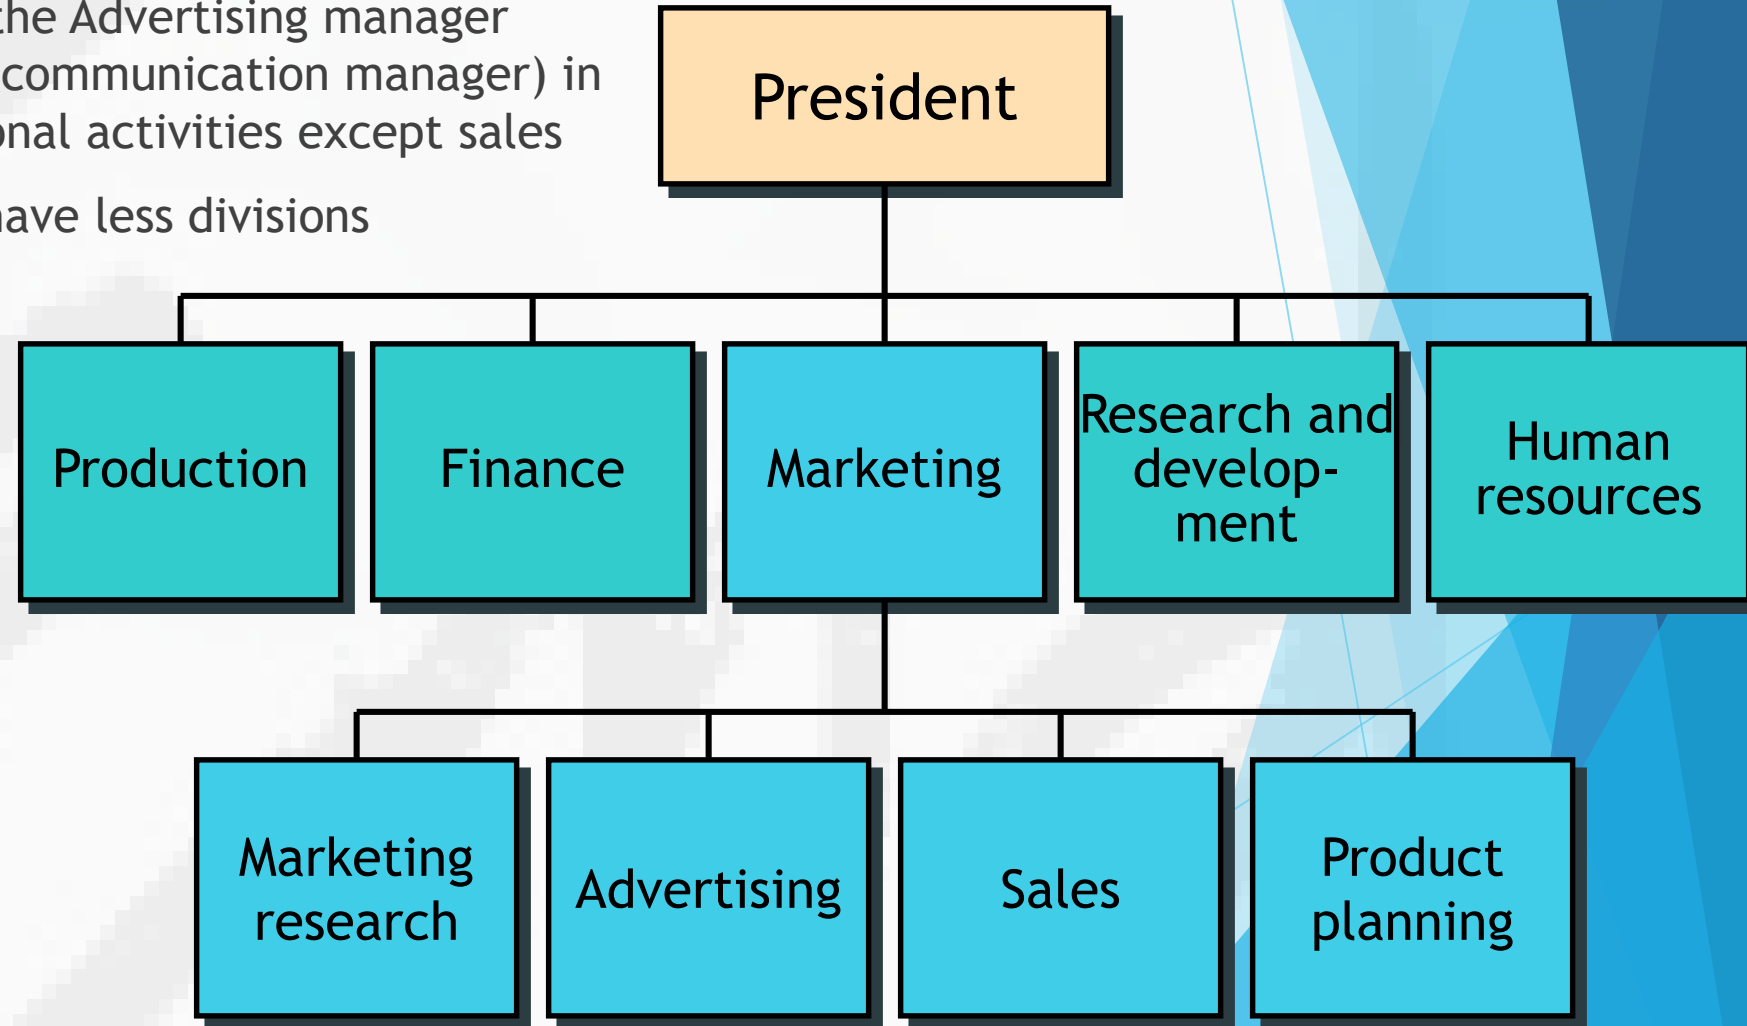 the Advertising manager
communication manager) in
onal activities except sales
have less divisions
President
Production
Finance
Marketing
Research and
develop-
ment
Human
resources
Marketing
research
Advertising
Sales
Product
planning